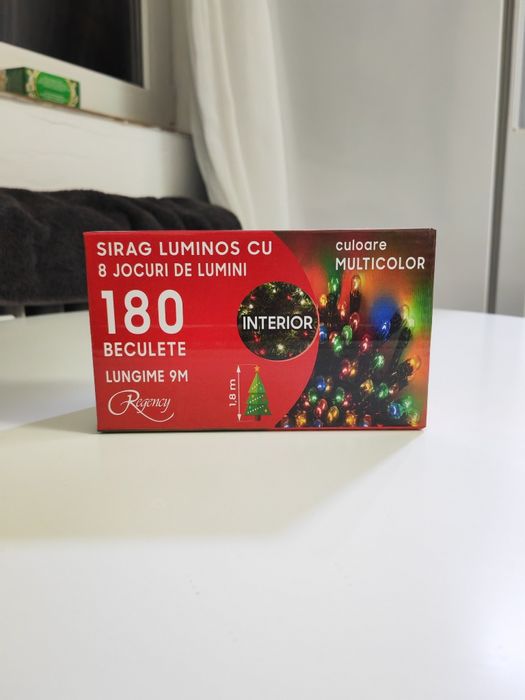 SIRAG LUMINOS CU
8 JOCURI DE LUMINI
180
BECULETE
LUNGIME 9M
Regency
INTERIOR
1,8 m
culoare
MULTICOLOR